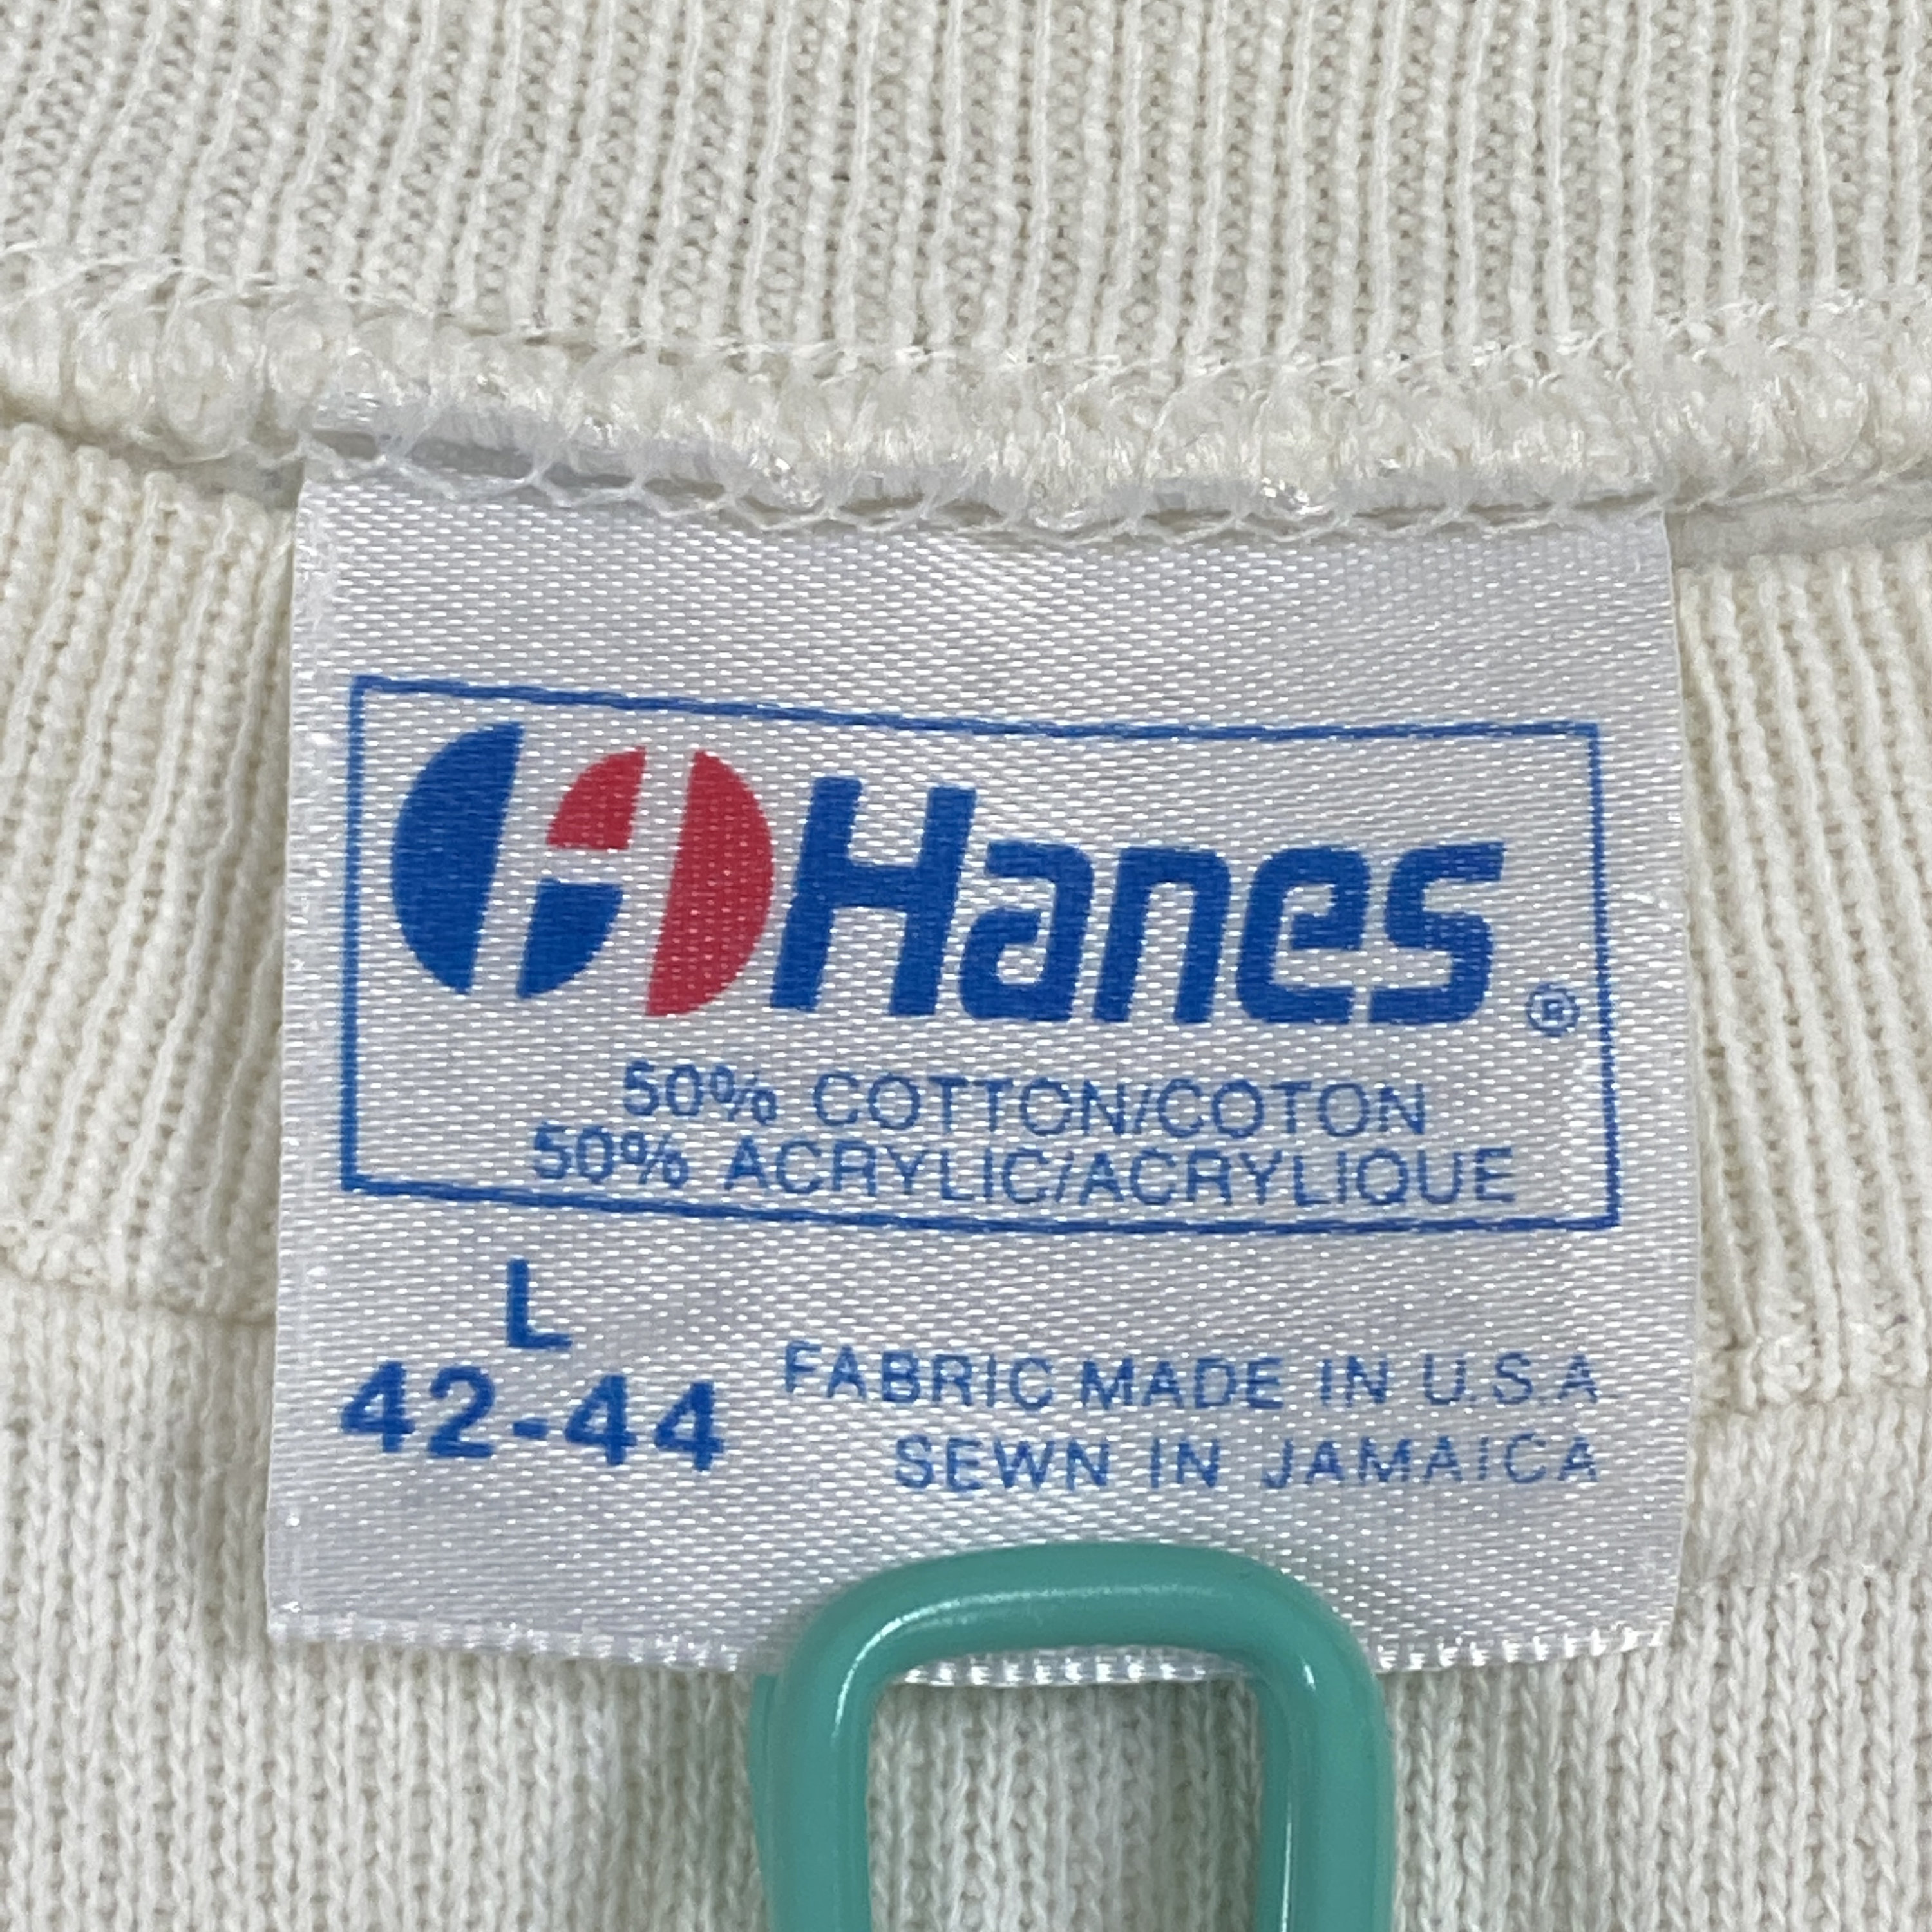 Hanes®
50% COTTON/COTON
50% ACRYLIC/ACRYLIQUE
L
42-44
FABRIC MADE IN U.S.A.
SEWN IN JAMAICA